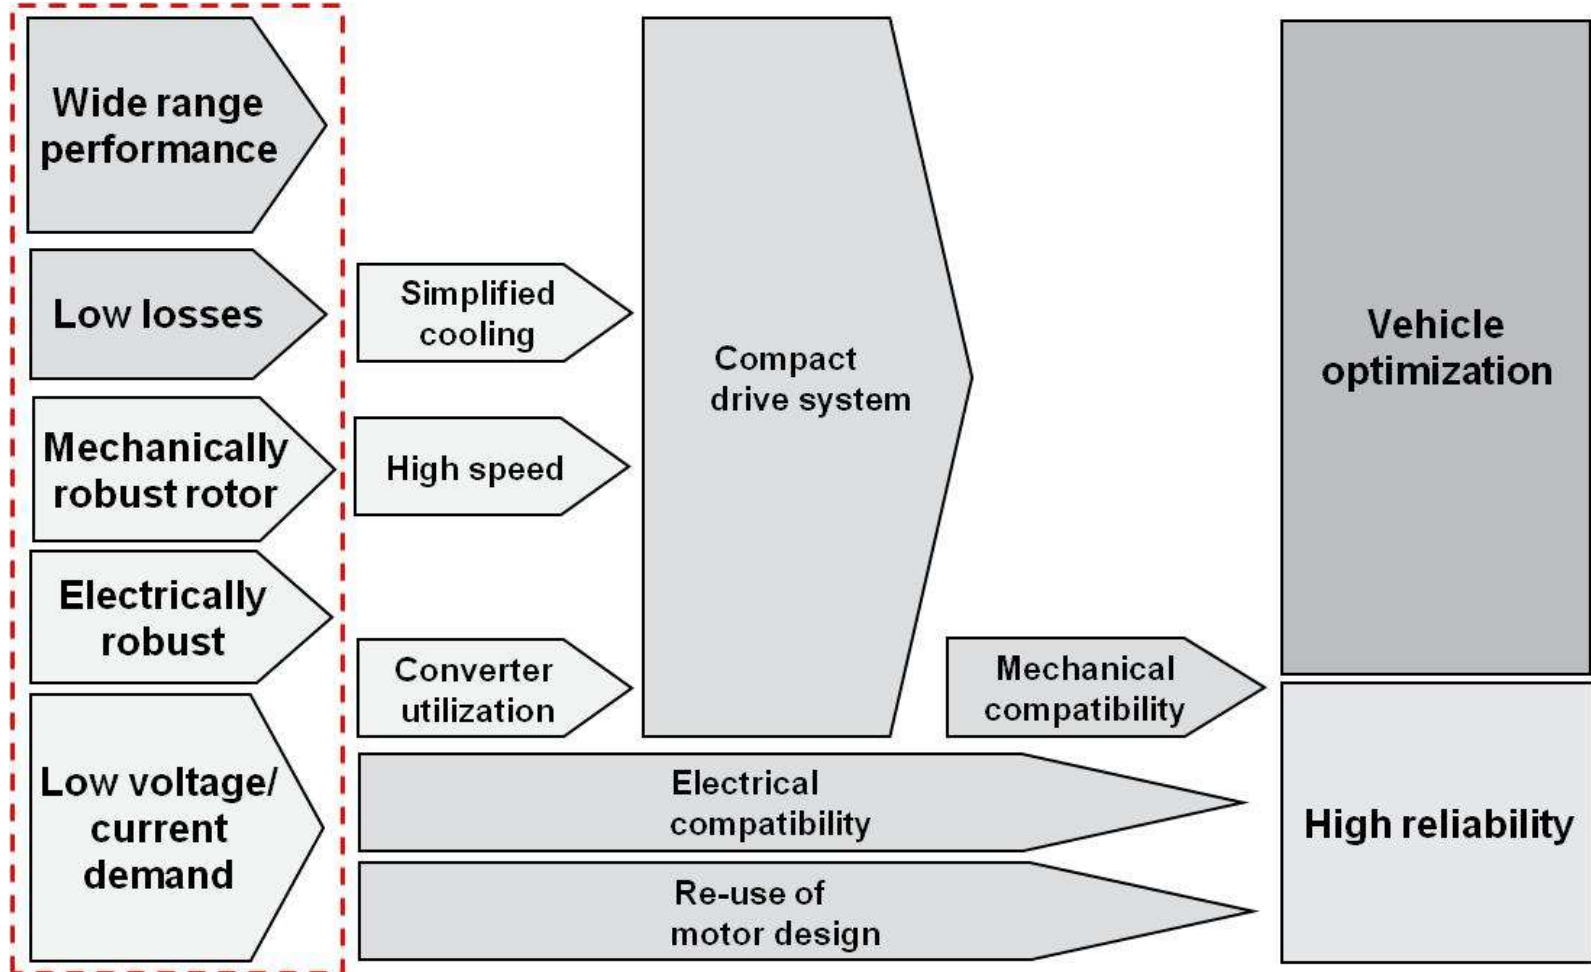 Wide range
performance
Low losses
Mechanically
robust rotor
Electrically
robust
Low voltage/
current
demand
Simplified
cooling
High speed
Converter
utilization
Compact
drive system
Mechanical
compatibility
Electrical
compatibility
Re-use of
motor design
Vehicle
optimization
High reliability